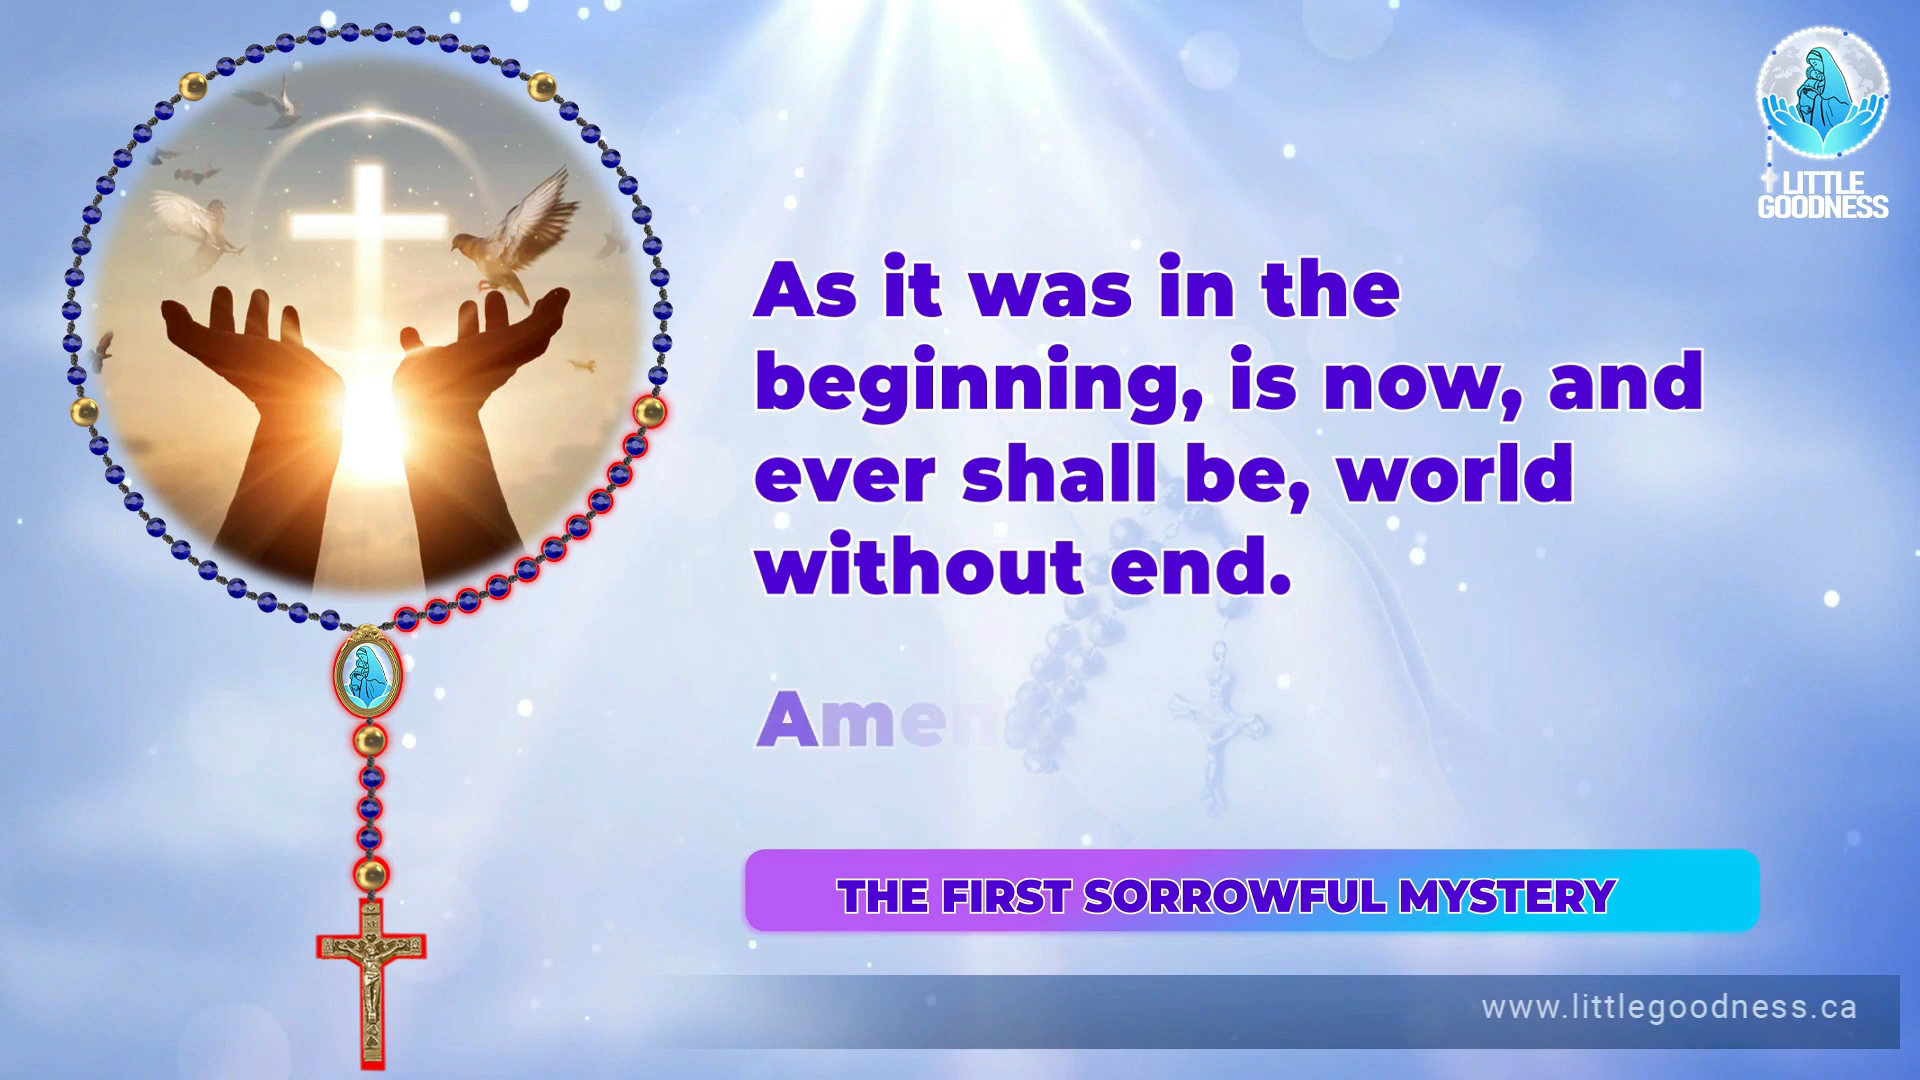 LITTLE
GOODNESS
As it was in the
beginning, is now, and
ever shall be, world
without end.
Amen.
THE FIRST SORROWFUL MYSTERY
www.littlegoodness.ca